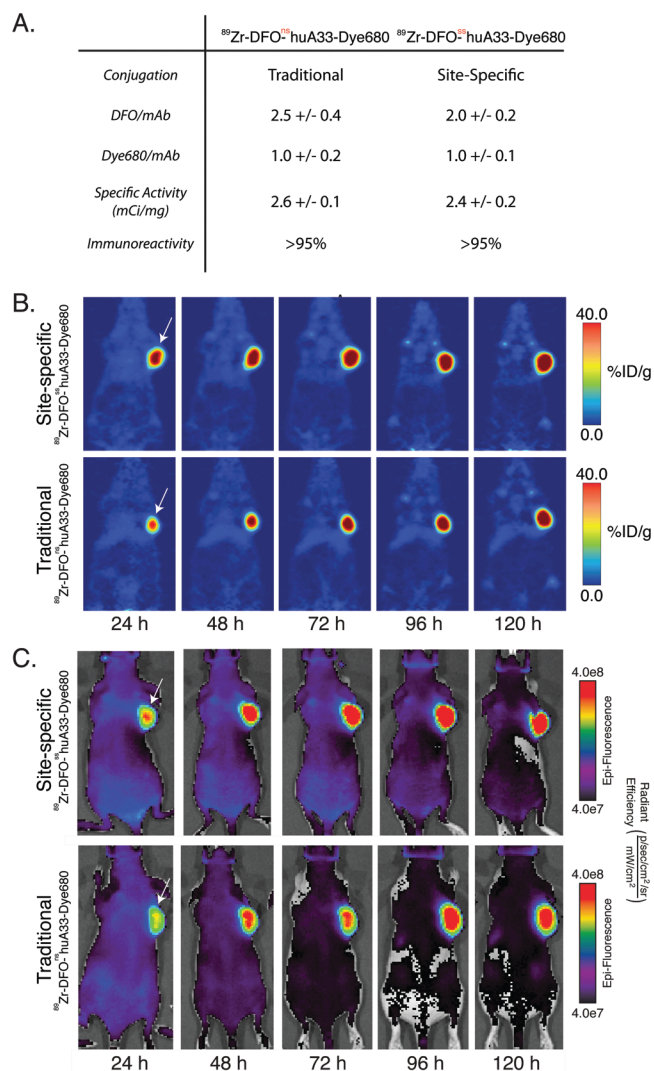 A.
⁸⁹Zr-DFO-ⁿˢhuA33-Dye680 ⁸⁹Zr-DFO-ˢˢhuA33-Dye680
Conjugation Traditional Site-Specific
DFO/mAb 2.5 +/- 0.4 2.0 +/- 0.2
Dye680/mAb 1.0 +/- 0.2 1.0 +/- 0.1
Specific Activity
(mCi/mg) 2.6 +/- 0.1 2.4 +/- 0.2
Immunoreactivity >95% >95%
B.
Site-specific
⁸⁹Zr-DFO-ˢˢhuA33-Dye680
40.0
%ID/g
0.0
Traditional
⁸⁹Zr-DFO-ⁿˢhuA33-Dye680
40.0
%ID/g
0.0
24 h 48 h 72 h 96 h 120 h
C.
Site-specific
⁸⁹Zr-DFO-ˢˢhuA33-Dye680
4.0e8
Epi-Fluorescence
4.0e7
Traditional
⁸⁹Zr-DFO-ⁿˢhuA33-Dye680
4.0e8
Epi-Fluorescence
4.0e7
Radiant
Efficiency (p/sec/cm²/sr
mW/cm²)
24 h 48 h 72 h 96 h 120 h